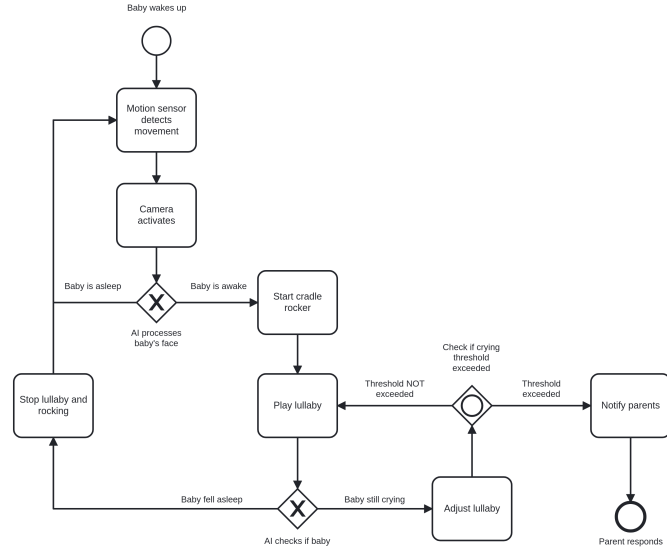 Baby wakes up
Motion sensor
detects
movement
Camera
activates
Baby is asleep
Baby is awake
AI processes
baby's face
Start cradle
rocker
Check if crying
threshold
exceeded
Stop lullaby and
rocking
Play lullaby
Threshold NOT
exceeded
Threshold
exceeded
Notify parents
Baby fell asleep
Baby still crying
Adjust lullaby
AI checks if baby
Parent responds